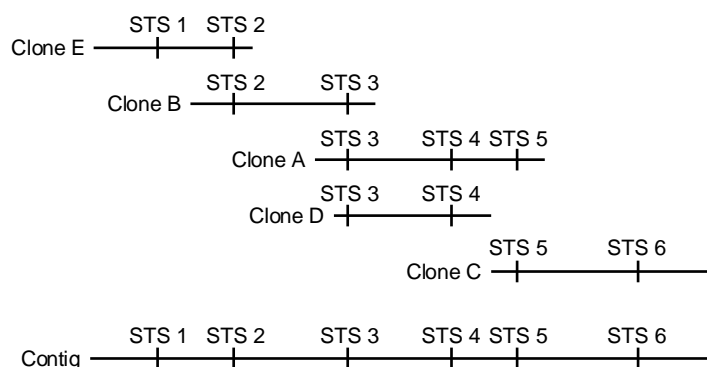 STS 1 STS 2
Clone E
STS 2 STS 3
Clone B
STS 3 STS 4 STS 5
Clone A
STS 3 STS 4
Clone D
STS 5 STS 6
Clone C
STS 1 STS 2 STS 3 STS 4 STS 5 STS 6
Contig